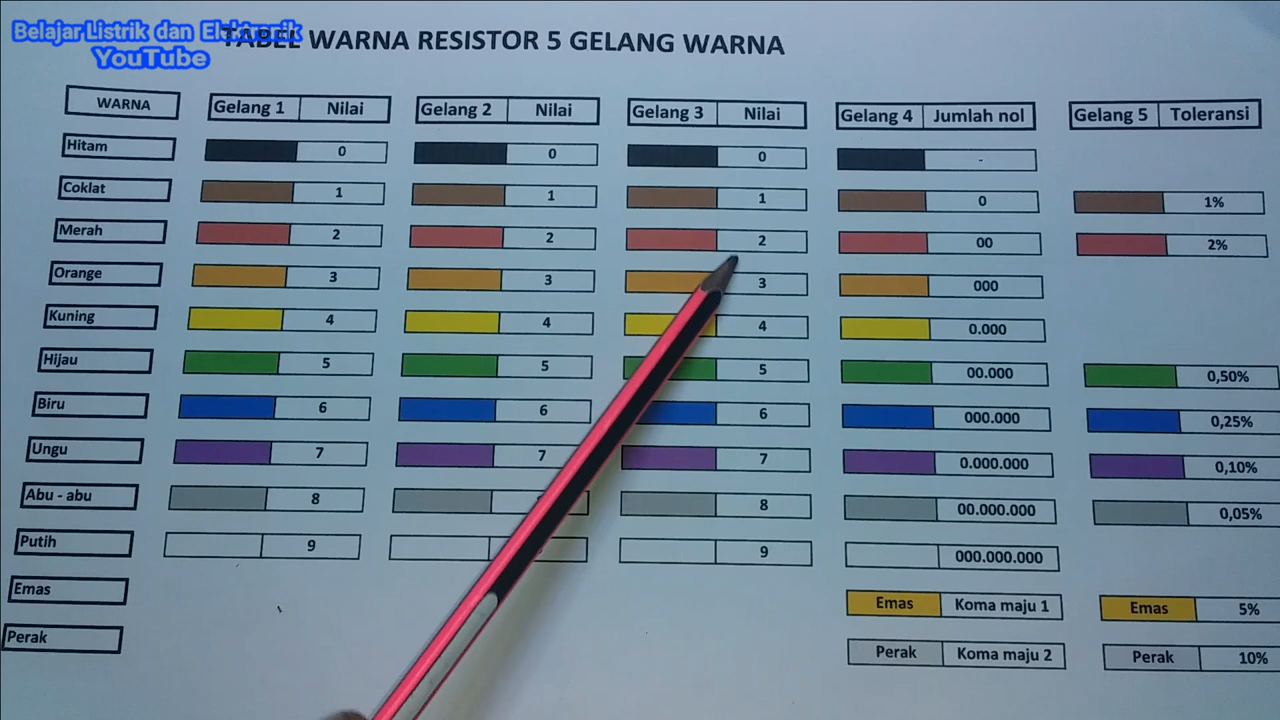 Belajar Listrik dan Elektronik
YouTube
TABEL WARNA RESISTOR 5 GELANG WARNA
WARNA Gelang 1 Nilai Gelang 2 Nilai Gelang 3 Nilai Gelang 4 Jumlah nol Gelang 5 Toleransi
Hitam 0 0 0 -
Coklat 1 1 1 0 1%
Merah 2 2 2 00 2%
Orange 3 3 3 000
Kuning 4 4 4 0.000
Hijau 5 5 5 00.000 0,50%
Biru 6 6 6 000.000 0,25%
Ungu 7 7 7 0.000.000 0,10%
Abu - abu 8 8 00.000.000 0,05%
Putih 9 9 000.000.000
Emas Emas Koma maju 1 Emas 5%
Perak Perak Koma maju 2 Perak 10%